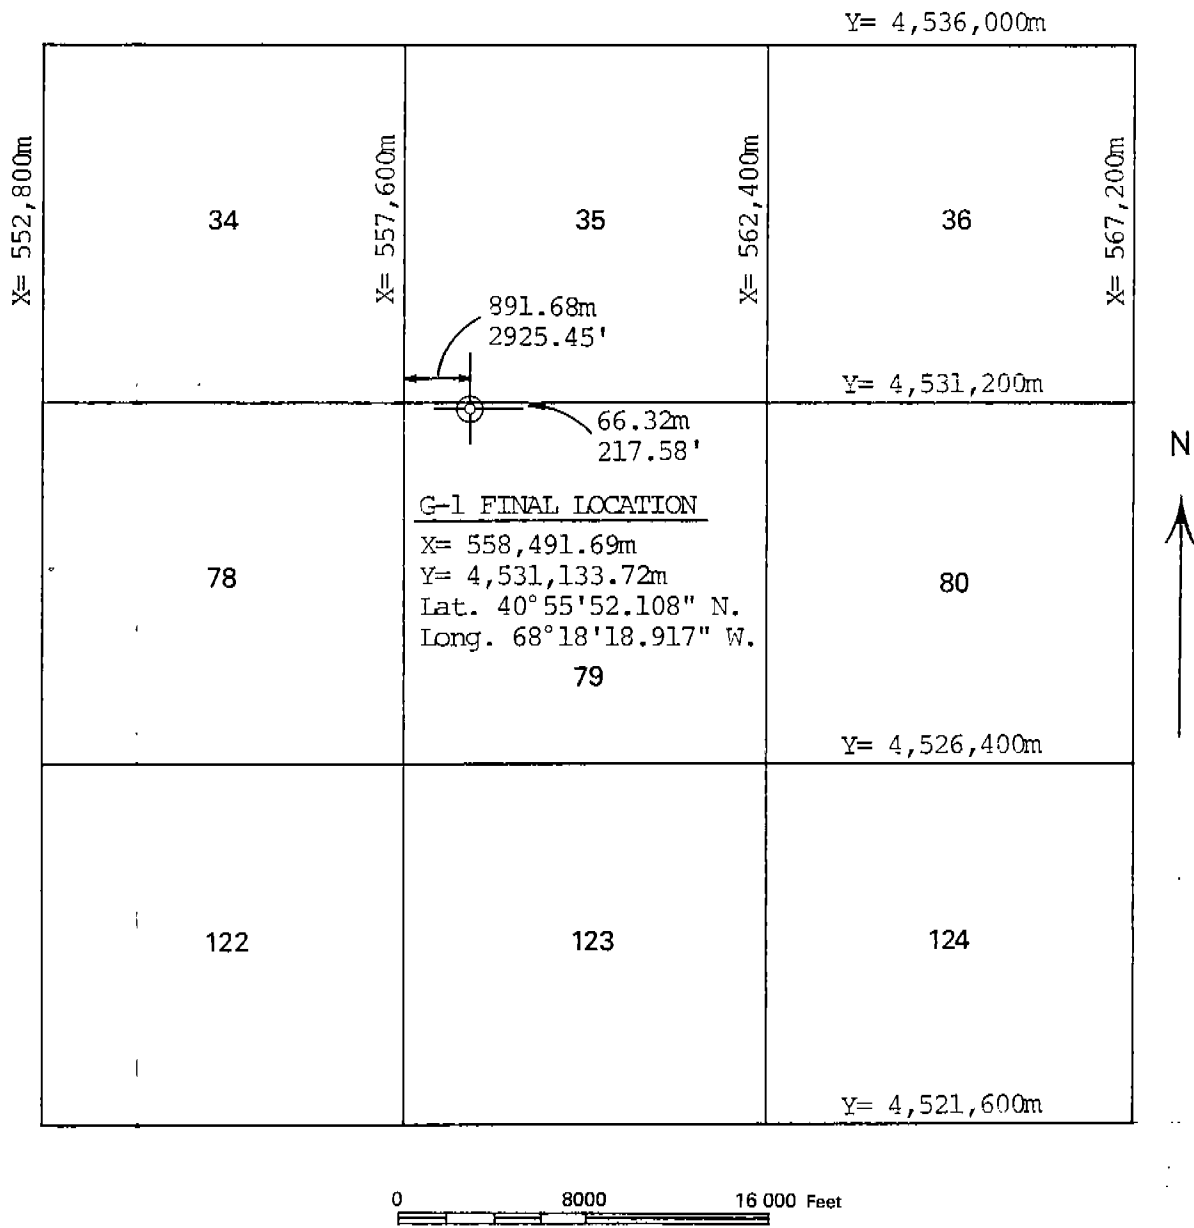 Y= 4,536,000m
X= 552,800m
X= 557,600m
X= 562,400m
X= 567,200m
34
35
36
891.68m
2925.45'
Y= 4,531,200m
66.32m
217.58'
N
G-1 FINAL LOCATION
X= 558,491.69m
Y= 4,531,133.72m
Lat. 40°55'52.108" N.
Long. 68°18'18.917" W.
78
79
80
Y= 4,526,400m
122
123
124
Y= 4,521,600m
0 8000 16 000 Feet